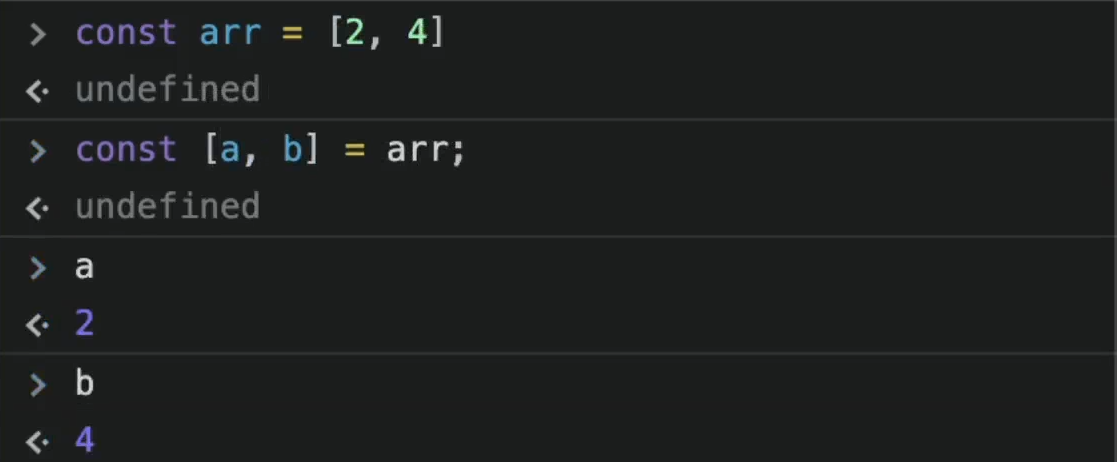 > const arr = [2, 4]
<· undefined
> const [a, b] = arr;
<· undefined
> a
<· 2
> b
<· 4